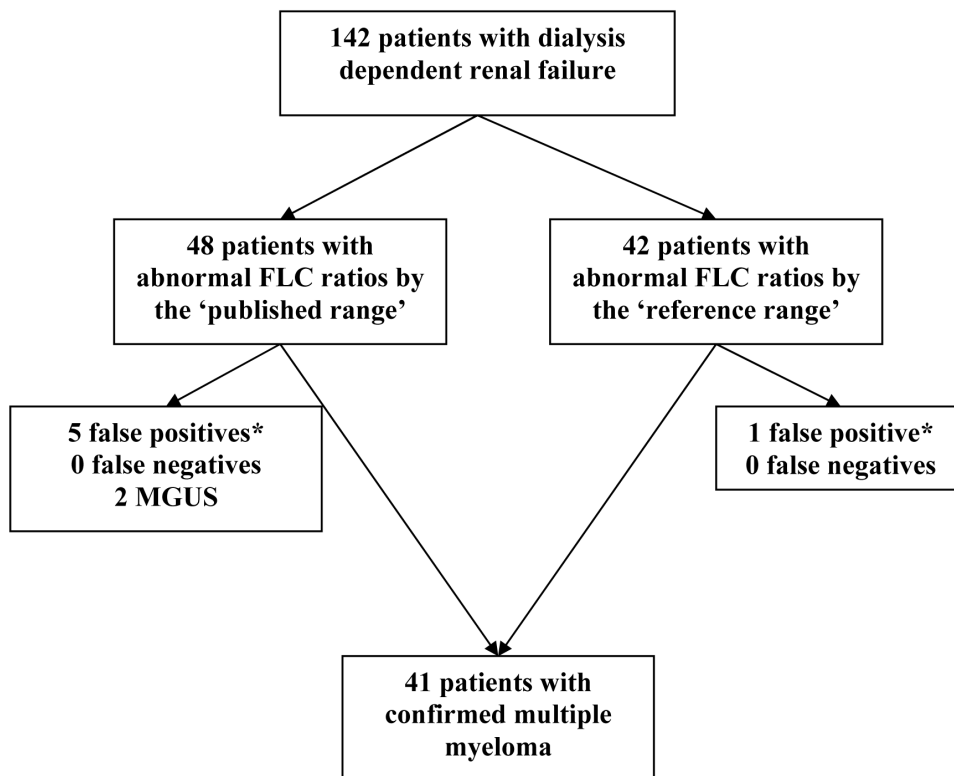 142 patients with dialysis
dependent renal failure
48 patients with
abnormal FLC ratios by
the ‘published range’
42 patients with
abnormal FLC ratios by
the ‘reference range’
5 false positives*
0 false negatives
2 MGUS
1 false positive*
0 false negatives
41 patients with
confirmed multiple
myeloma